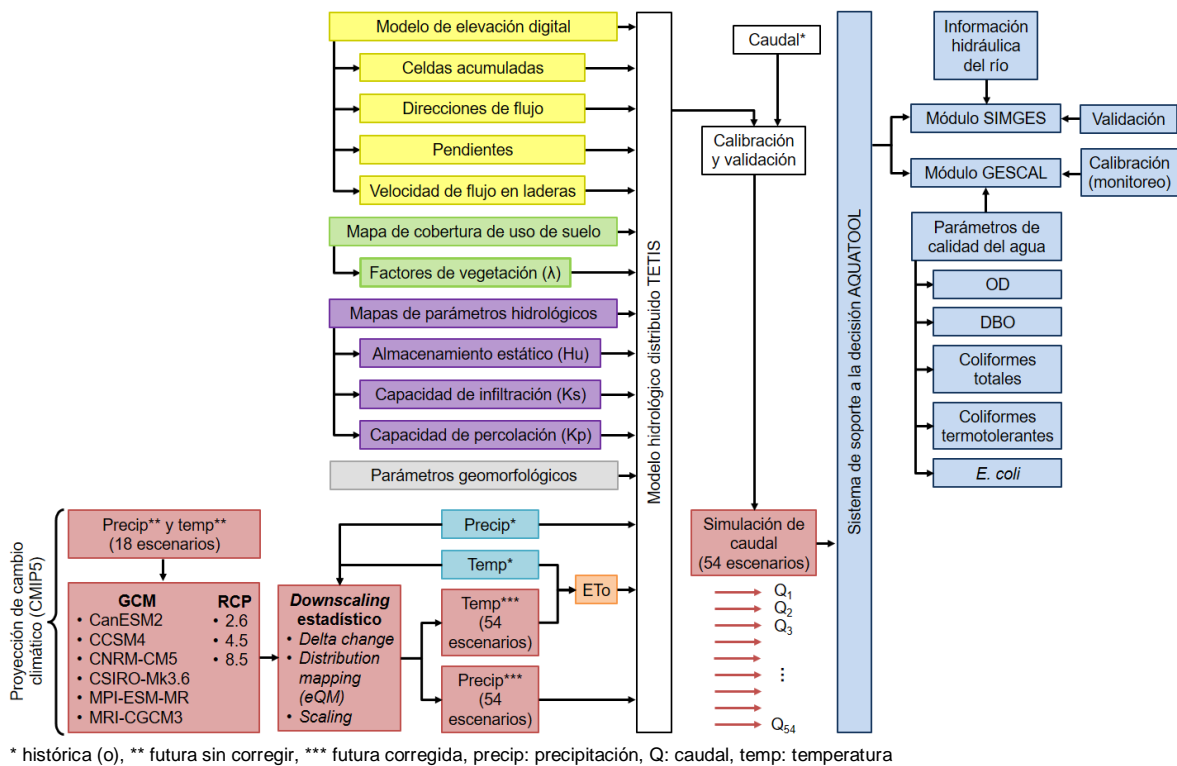 Modelo de elevación digital
Celdas acumuladas
Direcciones de flujo
Pendientes
Velocidad de flujo en laderas
Mapa de cobertura de uso de suelo
Factores de vegetación (λ)
Mapas de parámetros hidrológicos
Almacenamiento estático (Hu)
Capacidad de infiltración (Ks)
Capacidad de percolación (Kp)
Parámetros geomorfológicos
Proyección de cambio
climático (CMIP5)
Precip** y temp**
(18 escenarios)
GCM
• CanESM2
• CCSM4
• CNRM-CM5
• CSIRO-Mk3.6
• MPI-ESM-MR
• MRI-CGCM3
RCP
• 2.6
• 4.5
• 8.5
Downscaling
estadístico
• Delta change
• Distribution
mapping
(eQM)
• Scaling
Precip*
Temp*
Temp***
(54
escenarios)
Precip***
(54
escenarios)
ETo
Modelo hidrológico distribuido TETIS
Caudal*
Calibración
y validación
Simulación de
caudal
(54 escenarios)
Q1
Q2
Q3
...
Q54
Sistema de soporte a la decisión AQUATOOL
Información
hidráulica
del río
Módulo SIMGES
Validación
Módulo GESCAL
Calibración
(monitoreo)
Parámetros de
calidad del agua
OD
DBO
Coliformes
totales
Coliformes
termotolerantes
E. coli
* histórica (o), ** futura sin corregir, *** futura corregida, precip: precipitación, Q: caudal, temp: temperatura